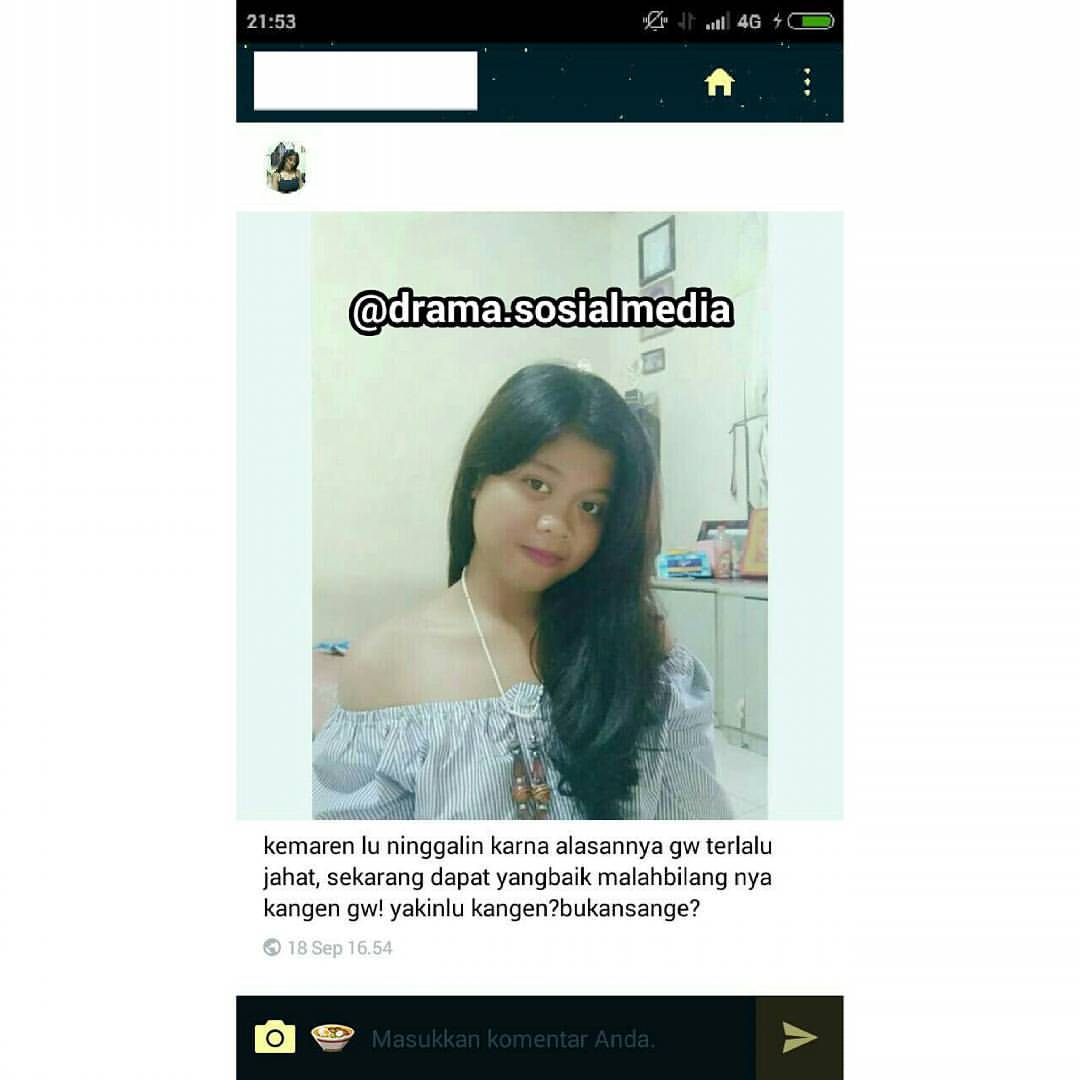 21:53
4G
@drama.sosialmedia
kemaren lu ninggalin karna alasannya gw terlalu
jahat, sekarang dapat yangbaik malahbilang nya
kangen gw! yakinlu kangen?bukansange?
18 Sep 16.54
Masukkan komentar Anda.